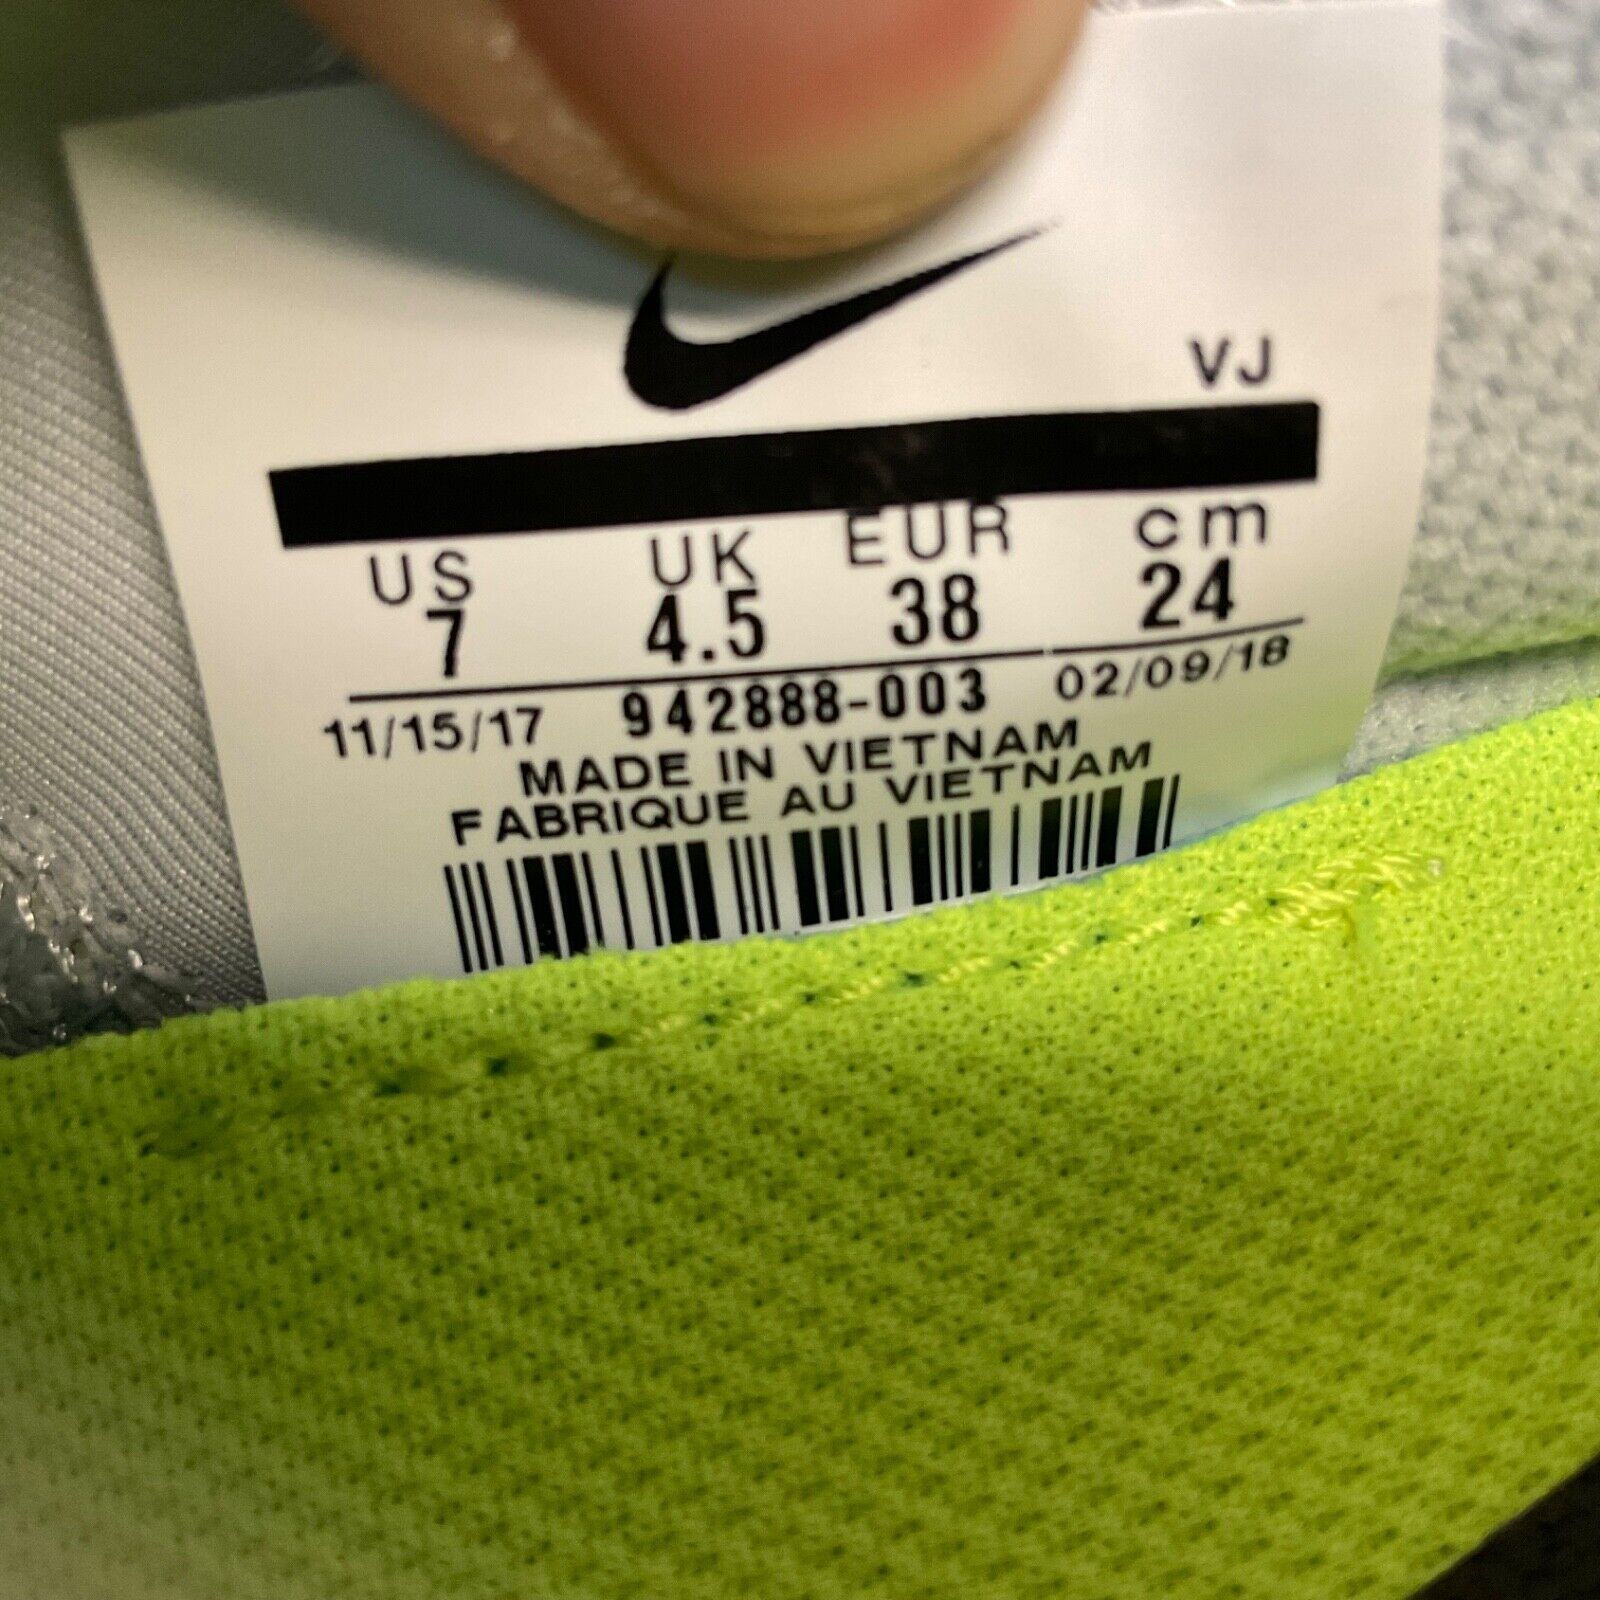 VJ
US UK EUR cm
7 4.5 38 24
11/15/17 942888-003 02/09/18
MADE IN VIETNAM
FABRIQUE AU VIETNAM